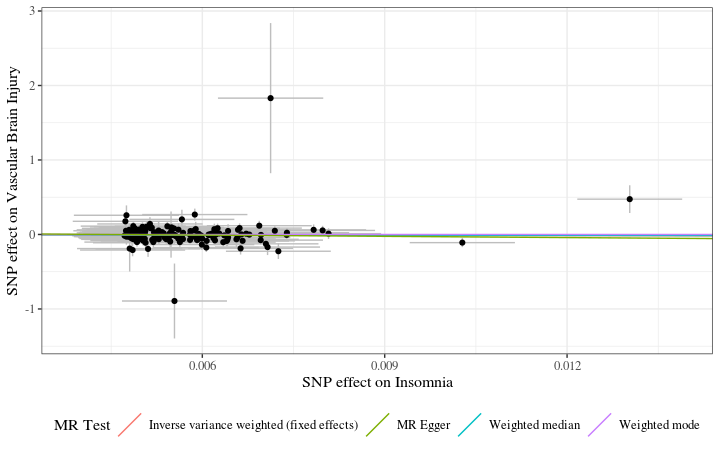 3
2
1
0
-1
SNP effect on Vascular Brain Injury
0.006
0.009
0.012
SNP effect on Insomnia
MR Test
Inverse variance weighted (fixed effects)
MR Egger
Weighted median
Weighted mode